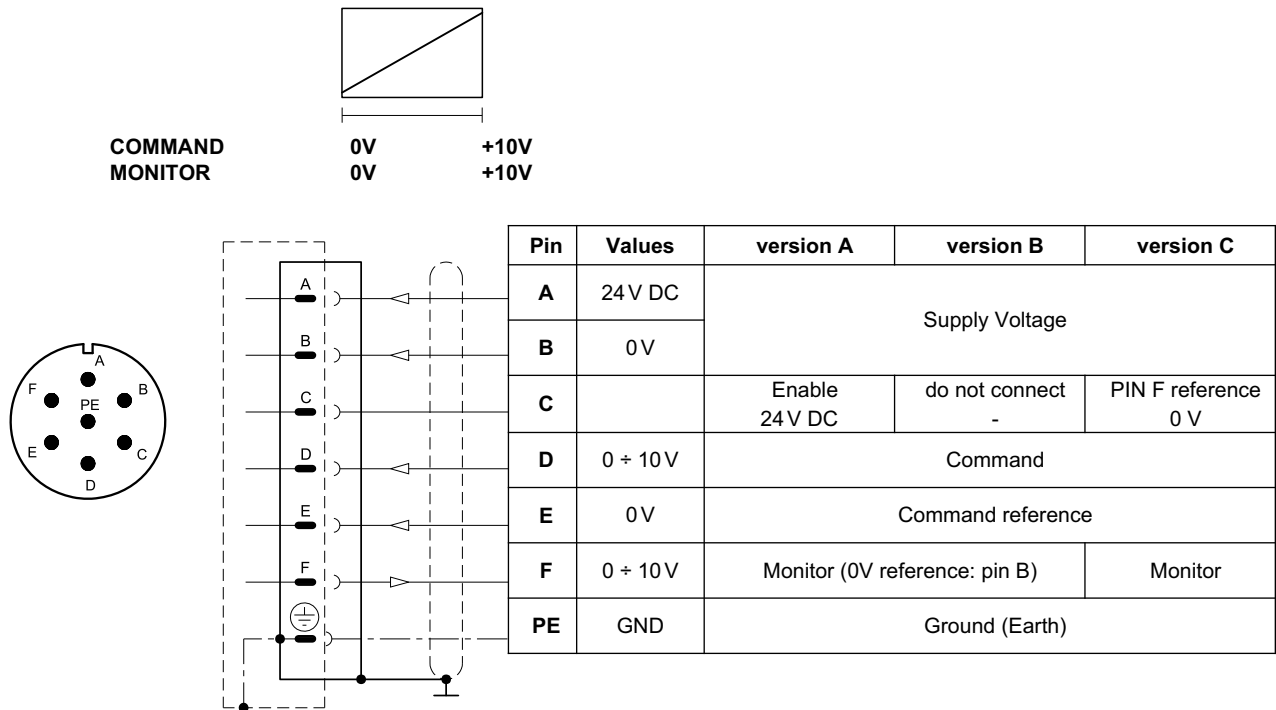 COMMAND 0V +10V
MONITOR 0V +10V
Pin Values version A version B version C
A 24 V DC Supply Voltage
B 0 V
C Enable 24 V DC do not connect - PIN F reference 0 V
D 0 ÷ 10 V Command
E 0 V Command reference
F 0 ÷ 10 V Monitor (0V reference: pin B) Monitor
PE GND Ground (Earth)
A
B
C
D
E
F
A
F
B
PE
E
C
D